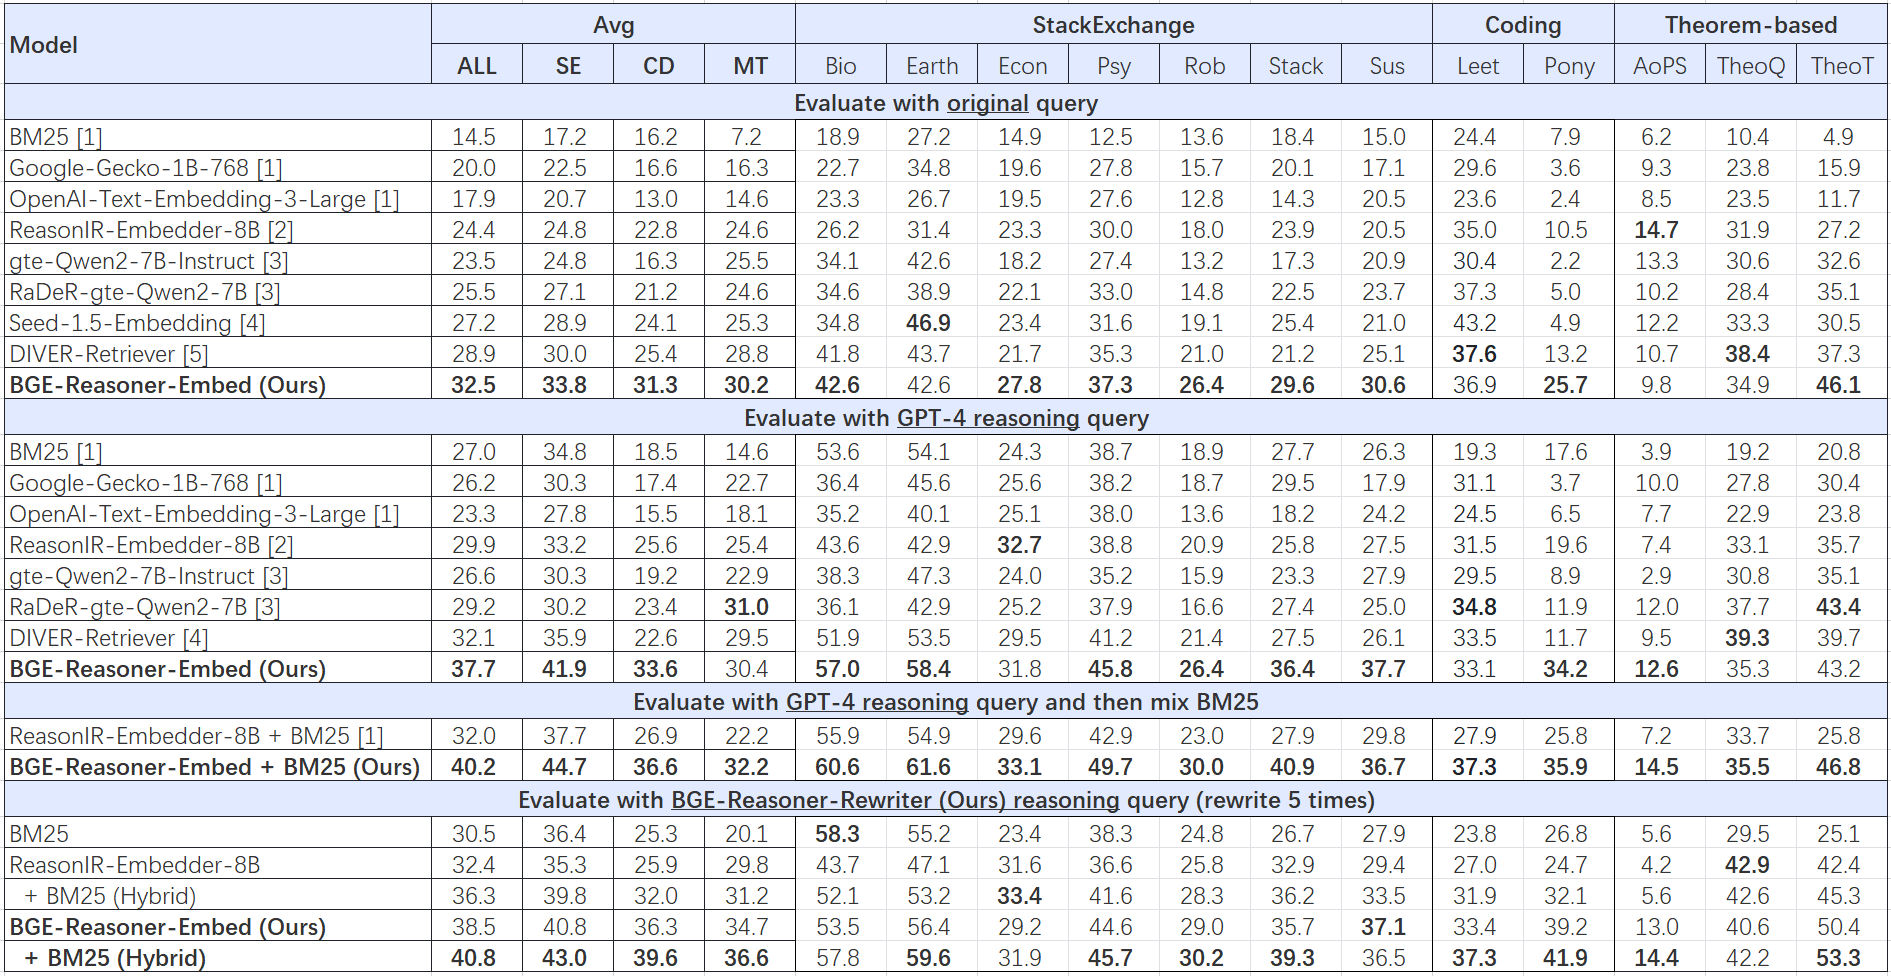 Model Avg StackExchange Coding Theorem-based
ALL SE CD MT Bio Earth Econ Psy Rob Stack Sus Leet Pony AoPS TheoQ TheoT
Evaluate with original query
BM25 [1] 14.5 17.2 16.2 7.2 18.9 27.2 14.9 12.5 13.6 18.4 15.0 24.4 7.9 6.2 10.4 4.9
Google-Gecko-1B-768 [1] 20.0 22.5 16.6 16.3 22.7 34.8 19.6 27.8 15.7 20.1 17.1 29.6 3.6 9.3 23.8 15.9
OpenAI-Text-Embedding-3-Large [1] 17.9 20.7 13.0 14.6 23.3 26.7 19.5 27.6 12.8 14.3 20.5 23.6 2.4 8.5 23.5 11.7
ReasonIR-Embedder-8B [2] 24.4 24.8 22.8 24.6 26.2 31.4 23.3 30.0 18.0 23.9 20.5 35.0 10.5 14.7 31.9 27.2
gte-Qwen2-7B-Instruct [3] 23.5 24.8 16.3 25.5 34.1 42.6 18.2 27.4 13.2 17.3 20.9 30.4 2.2 13.3 30.6 32.6
RaDeR-gte-Qwen2-7B [3] 25.5 27.1 21.2 24.6 34.6 38.9 22.1 33.0 14.8 22.5 23.7 37.3 5.0 10.2 28.4 35.1
Seed-1.5-Embedding [4] 27.2 28.9 24.1 25.3 34.8 46.9 23.4 31.6 19.1 25.4 21.0 43.2 4.9 12.2 33.3 30.5
DIVER-Retriever [5] 28.9 30.0 25.4 28.8 41.8 43.7 21.7 35.3 21.0 21.2 25.1 37.6 13.2 10.7 38.4 37.3
BGE-Reasoner-Embed (Ours) 32.5 33.8 31.3 30.2 42.6 42.6 27.8 37.3 26.4 29.6 30.6 36.9 25.7 9.8 34.9 46.1
Evaluate with GPT-4 reasoning query
BM25 [1] 27.0 34.8 18.5 14.6 53.6 54.1 24.3 38.7 18.9 27.7 26.3 19.3 17.6 3.9 19.2 20.8
Google-Gecko-1B-768 [1] 26.2 30.3 17.4 22.7 36.4 45.6 25.6 38.2 18.7 29.5 17.9 31.1 3.7 10.0 27.8 30.4
OpenAI-Text-Embedding-3-Large [1] 23.3 27.8 15.5 18.1 35.2 40.1 25.1 38.0 13.6 18.2 24.2 24.5 6.5 7.7 22.9 23.8
ReasonIR-Embedder-8B [2] 29.9 33.2 25.6 25.4 43.6 42.9 32.7 38.8 20.9 25.8 27.5 31.5 19.6 7.4 33.1 35.7
gte-Qwen2-7B-Instruct [3] 26.6 30.3 19.2 22.9 38.3 47.3 24.0 35.2 15.9 23.3 27.9 29.5 8.9 2.9 30.8 35.1
RaDeR-gte-Qwen2-7B [3] 29.2 30.2 23.4 31.0 36.1 42.9 25.2 37.9 16.6 27.4 25.0 34.8 11.9 12.0 37.7 43.4
DIVER-Retriever [4] 32.1 35.9 22.6 29.5 51.9 53.5 29.5 41.2 21.4 27.5 26.1 33.5 11.7 9.5 39.3 39.7
BGE-Reasoner-Embed (Ours) 37.7 41.9 33.6 30.4 57.0 58.4 31.8 45.8 26.4 36.4 37.7 33.1 34.2 12.6 35.3 43.2
Evaluate with GPT-4 reasoning query and then mix BM25
ReasonIR-Embedder-8B + BM25 [1] 32.0 37.7 26.9 22.2 55.9 54.9 29.6 42.9 23.0 27.9 29.8 27.9 25.8 7.2 33.7 25.8
BGE-Reasoner-Embed + BM25 (Ours) 40.2 44.7 36.6 32.2 60.6 61.6 33.1 49.7 30.0 40.9 36.7 37.3 35.9 14.5 35.5 46.8
Evaluate with BGE-Reasoner-Rewriter (Ours) reasoning query (rewrite 5 times)
BM25 30.5 36.4 25.3 20.1 58.3 55.2 23.4 38.3 24.8 26.7 27.9 23.8 26.8 5.6 29.5 25.1
ReasonIR-Embedder-8B 32.4 35.3 25.9 29.8 43.7 47.1 31.6 36.6 25.8 32.9 29.4 27.0 24.7 4.2 42.9 42.4
+ BM25 (Hybrid) 36.3 39.8 32.0 31.2 52.1 53.2 33.4 41.6 28.3 36.2 33.5 31.9 32.1 5.6 42.6 45.3
BGE-Reasoner-Embed (Ours) 38.5 40.8 36.3 34.7 53.5 56.4 29.2 44.6 29.0 35.7 37.1 33.4 39.2 13.0 40.6 50.4
+ BM25 (Hybrid) 40.8 43.0 39.6 36.6 57.8 59.6 31.9 45.7 30.2 39.3 36.5 37.3 41.9 14.4 42.2 53.3